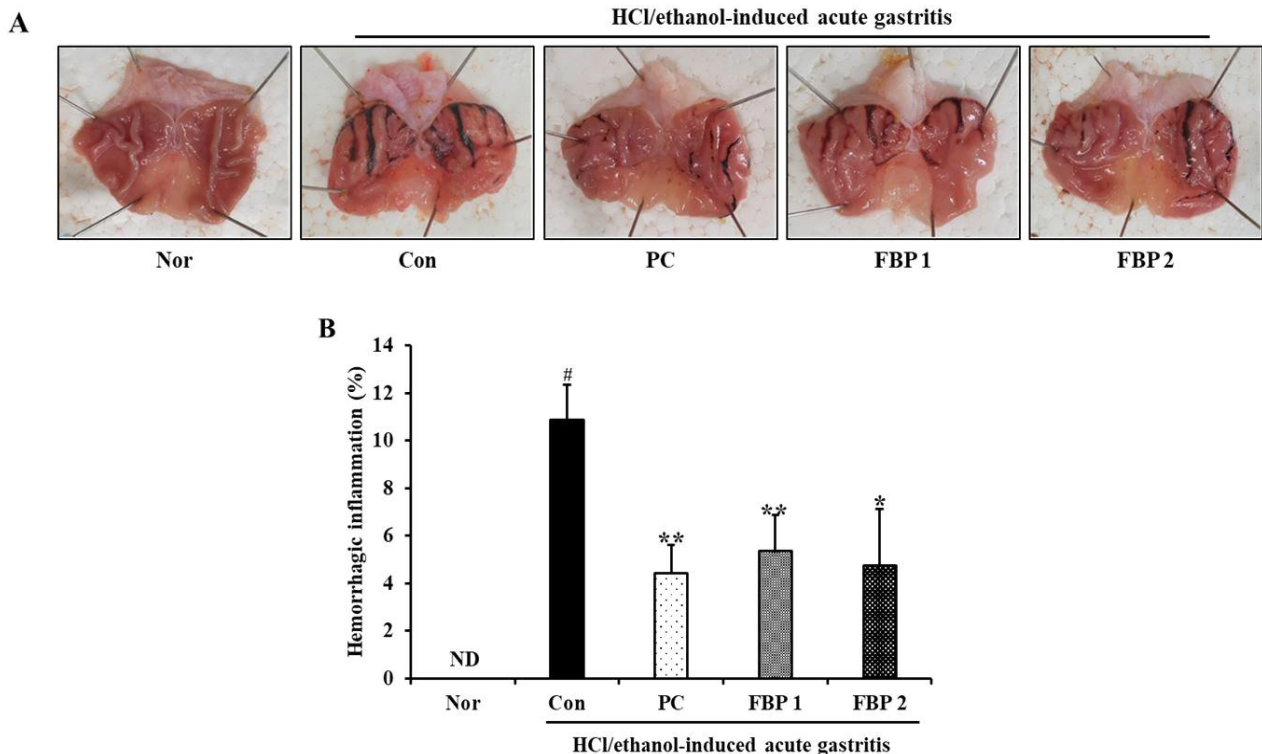 A
HCl/ethanol-induced acute gastritis
Nor
Con
PC
FBP 1
FBP 2
B
Hemorrhagic inflammation (%)
14
12
10
8
6
4
2
0
ND
#
**
**
*
Nor
Con
PC
FBP 1
FBP 2
HCl/ethanol-induced acute gastritis